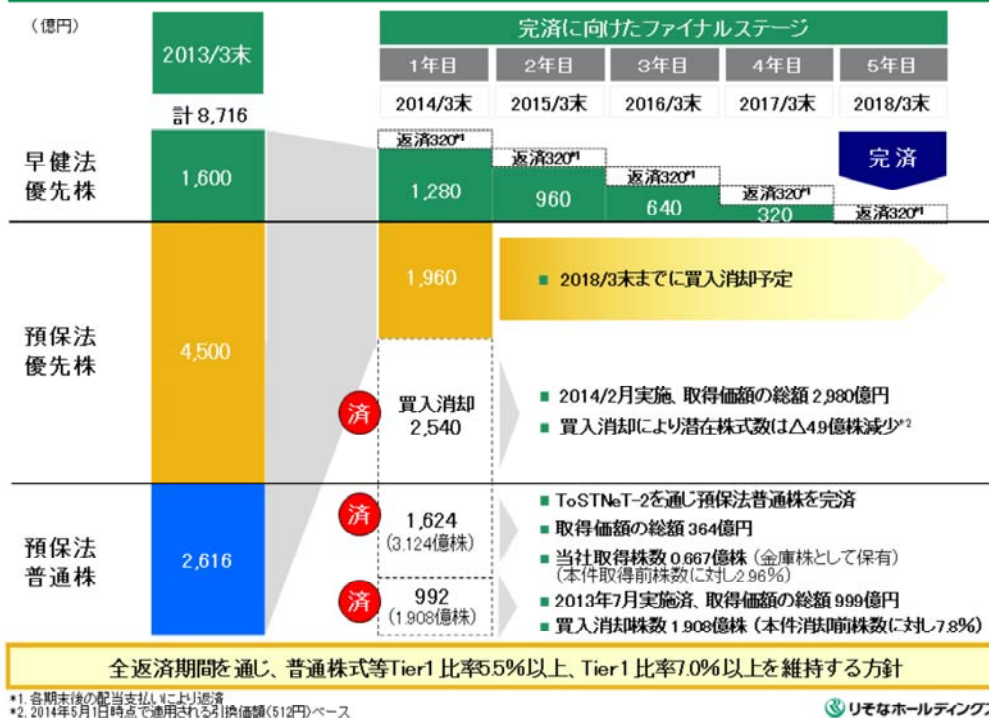 (億円)
2013/3末
完済に向けたファイナルステージ
1年目 2年目 3年目 4年目 5年目
2014/3末 2015/3末 2016/3末 2017/3末 2018/3末
計 8,716
早健法
優先株
1,600
返済320*1
1,280
返済320*1
960
返済320*1
640
返済320*1
320
返済320*1
完済
預保法
優先株
4,500
1,960
■ 2018/3末までに買入消却予定
済
買入消却
2,540
■ 2014/2月実施、取得価額の総額 2,980億円
■ 買入消却により潜在株式数は△4.9億株減少*2
預保法
普通株
2,616
済
1,624
(3.124億株)
■ ToSTNeT-2を通じ預保法普通株を完済
■ 取得価額の総額 364億円
■ 当社取得株数 0.667億株 (金庫株として保有)
(本件取得前株数に対し2.96%)
済
992
(1.908億株)
■ 2013年7月実施済、取得価額の総額 999億円
■ 買入消却株数 1.908億株 (本件消却前株数に対し7.8%)
全返済期間を通じ、普通株式等Tier1 比率5.5%以上、Tier1 比率7.0%以上を維持する方針
*1. 各期末後の配当支払いにより返済
*2. 2014年5月1日時点で適用される引換価額(512円)ベース
りそなホールディングス